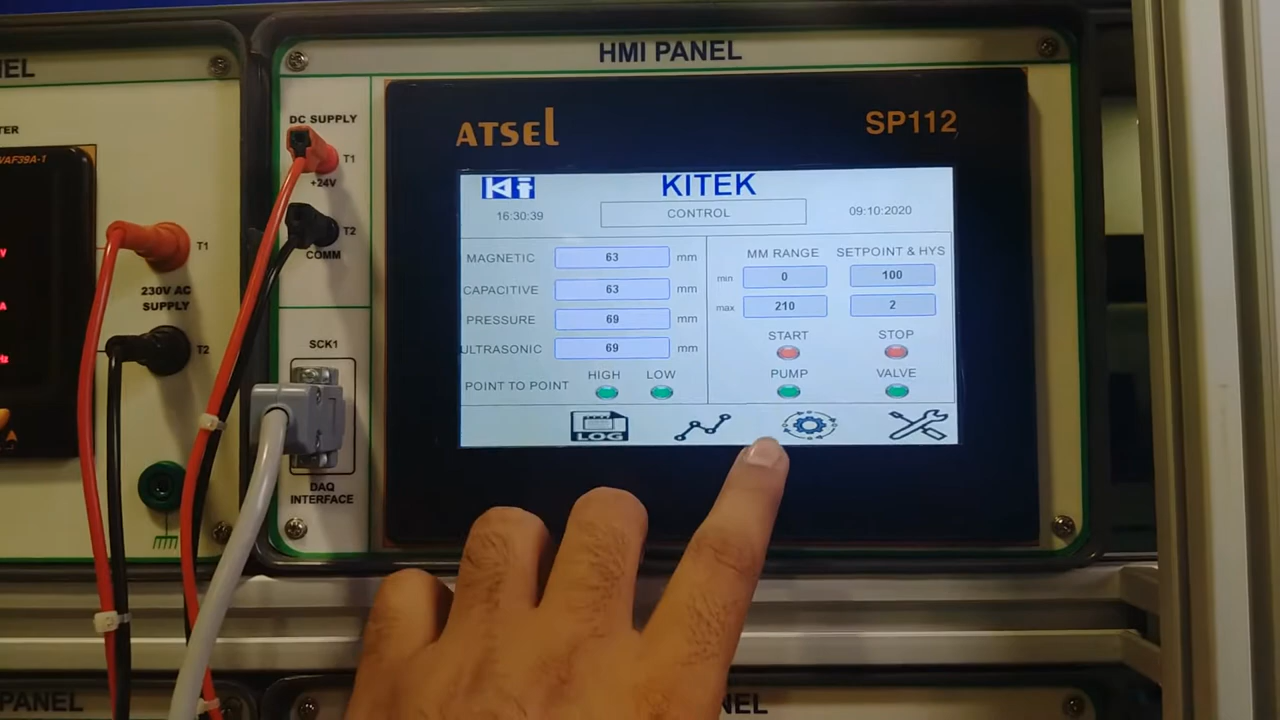 HMI PANEL
DC SUPPLY
T1
+24V
T2
COMM
SCK1
DAQ
INTERFACE
ATSEL
SP112
KI
KITEK
16:30:39
CONTROL
09:10:2020
MAGNETIC 63 mm
CAPACITIVE 63 mm
PRESSURE 69 mm
ULTRASONIC 69 mm
POINT TO POINT HIGH LOW
MM RANGE SETPOINT & HYS
min 0 100
max 210 2
START STOP
PUMP VALVE
LOG
VAF39A-1
V
A
Hz
T1
230V AC
SUPPLY
T2
PANEL